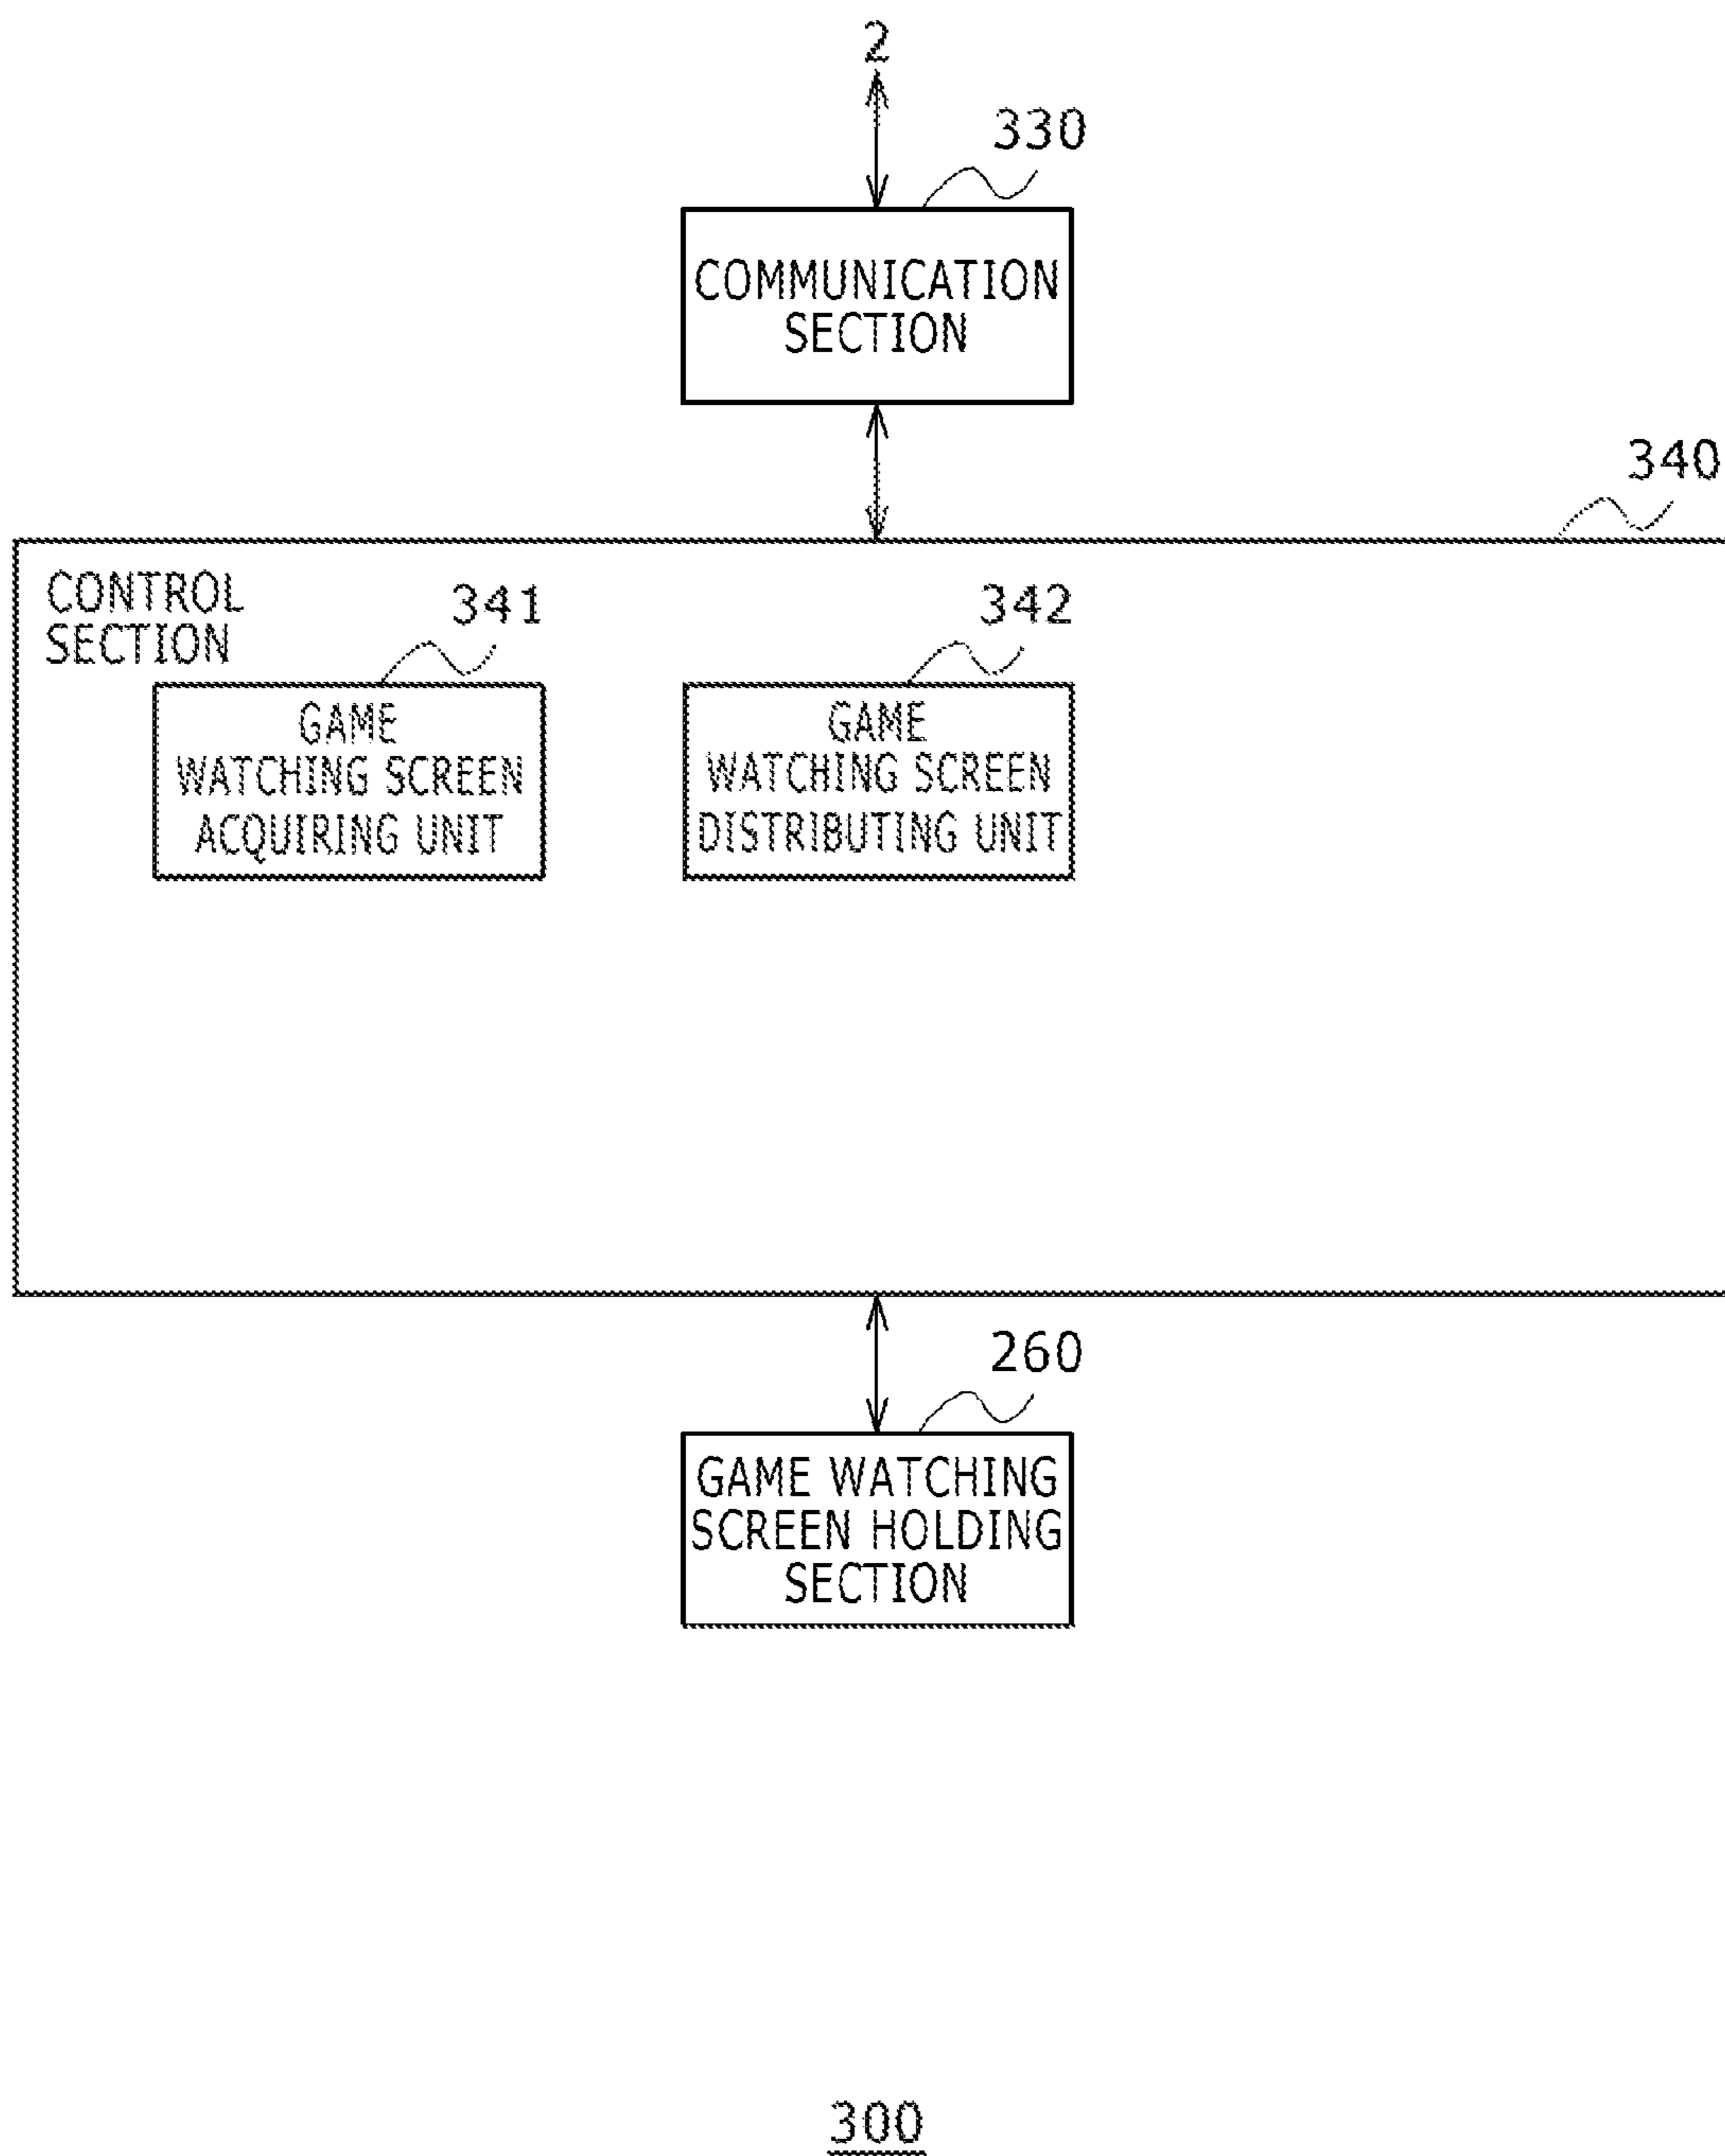 2
330
COMMUNICATION
SECTION
340
CONTROL
SECTION
341
342
GAME
WATCHING SCREEN
ACQUIRING UNIT
GAME
WATCHING SCREEN
DISTRIBUTING UNIT
260
GAME WATCHING
SCREEN HOLDING
SECTION
300